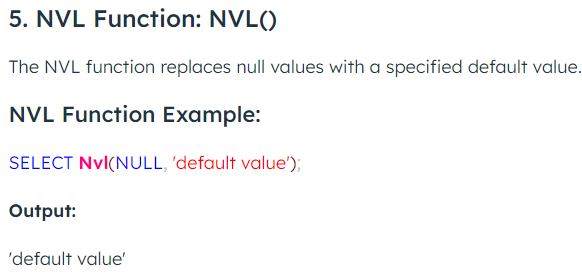 5. NVL Function: NVL()
The NVL function replaces null values with a specified default value.
NVL Function Example:
SELECT Nvl(NULL, 'default value');
Output:
'default value'